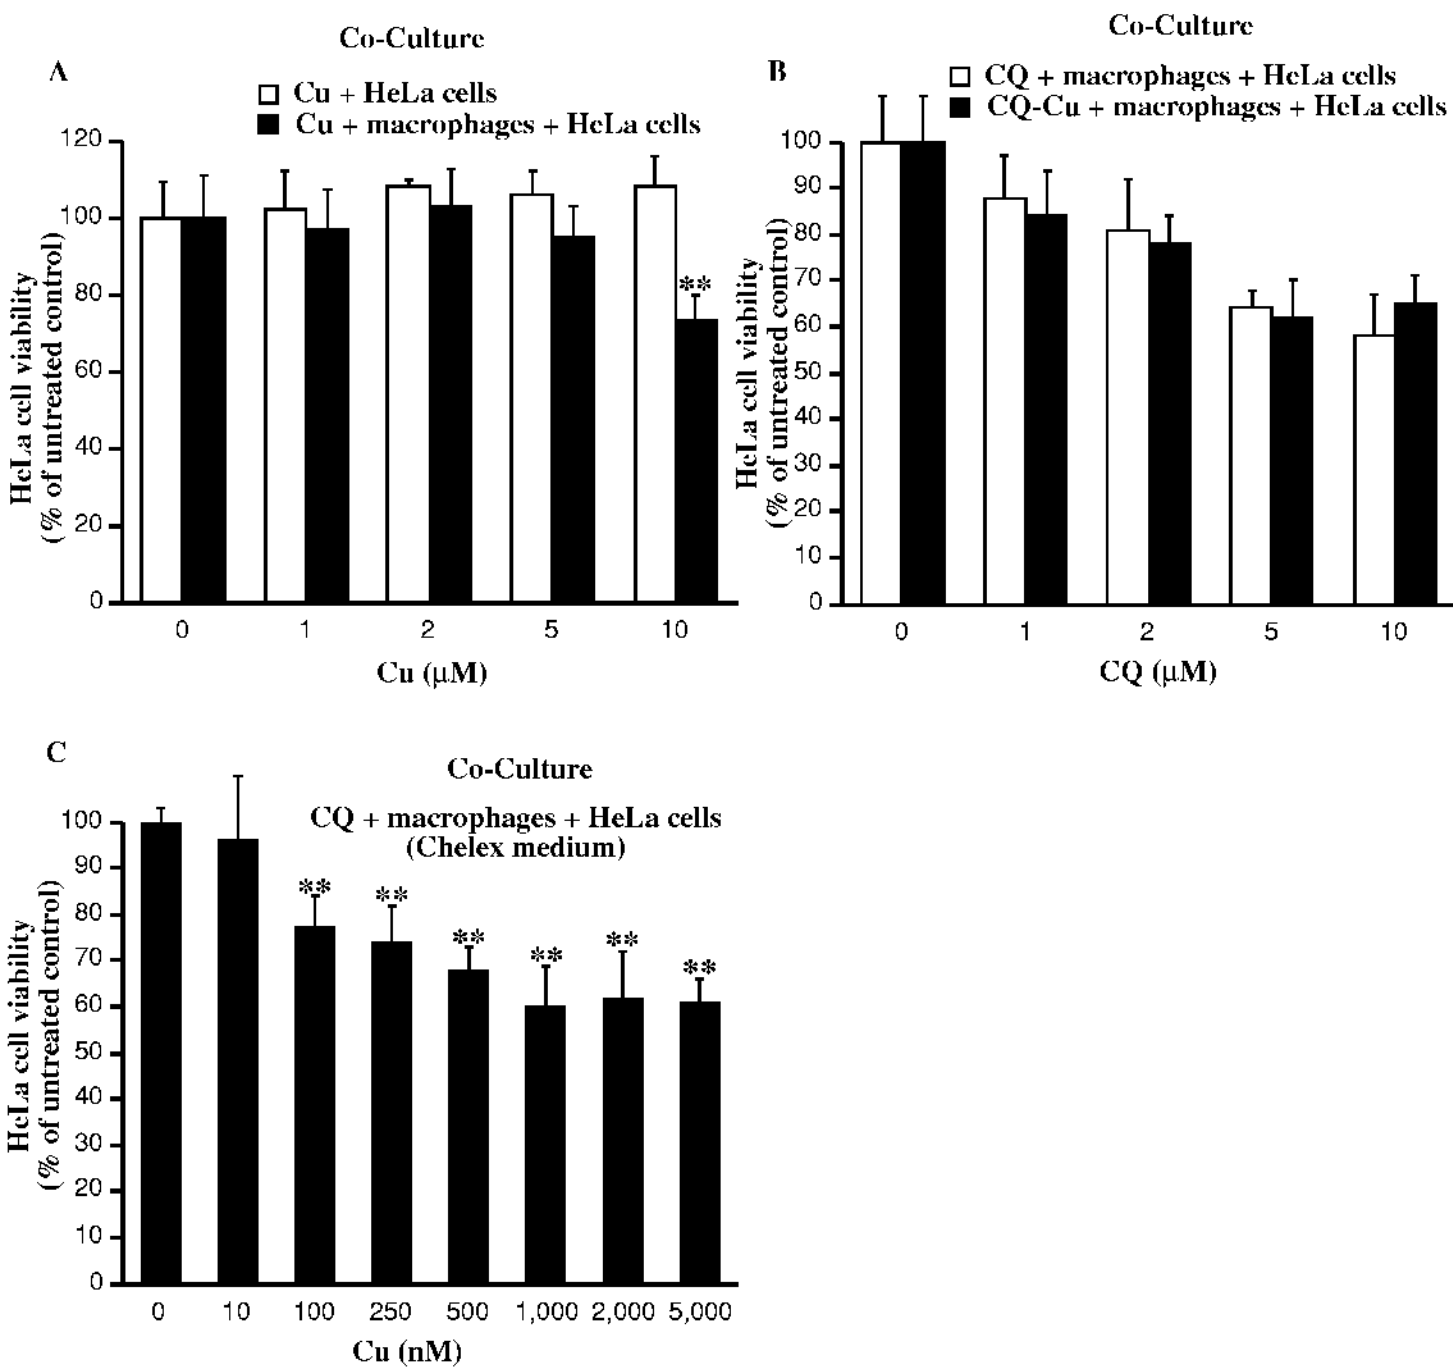 Co-Culture
A
Cu + HeLa cells
Cu + macrophages + HeLa cells
120
100
80
60
40
20
0
HeLa cell viability
(% of untreated control)
0 1 2 5 10
**
Cu (μM)
Co-Culture
B
CQ + macrophages + HeLa cells
CQ-Cu + macrophages + HeLa cells
100
90
80
70
60
50
40
30
20
10
0
HeLa cell viability
(% of untreated control)
0 1 2 5 10
CQ (μM)
C
Co-Culture
CQ + macrophages + HeLa cells
(Chelex medium)
100
90
80
70
60
50
40
30
20
10
0
HeLa cell viability
(% of untreated control)
** ** ** ** ** **
0 10 100 250 500 1,000 2,000 5,000
Cu (nM)